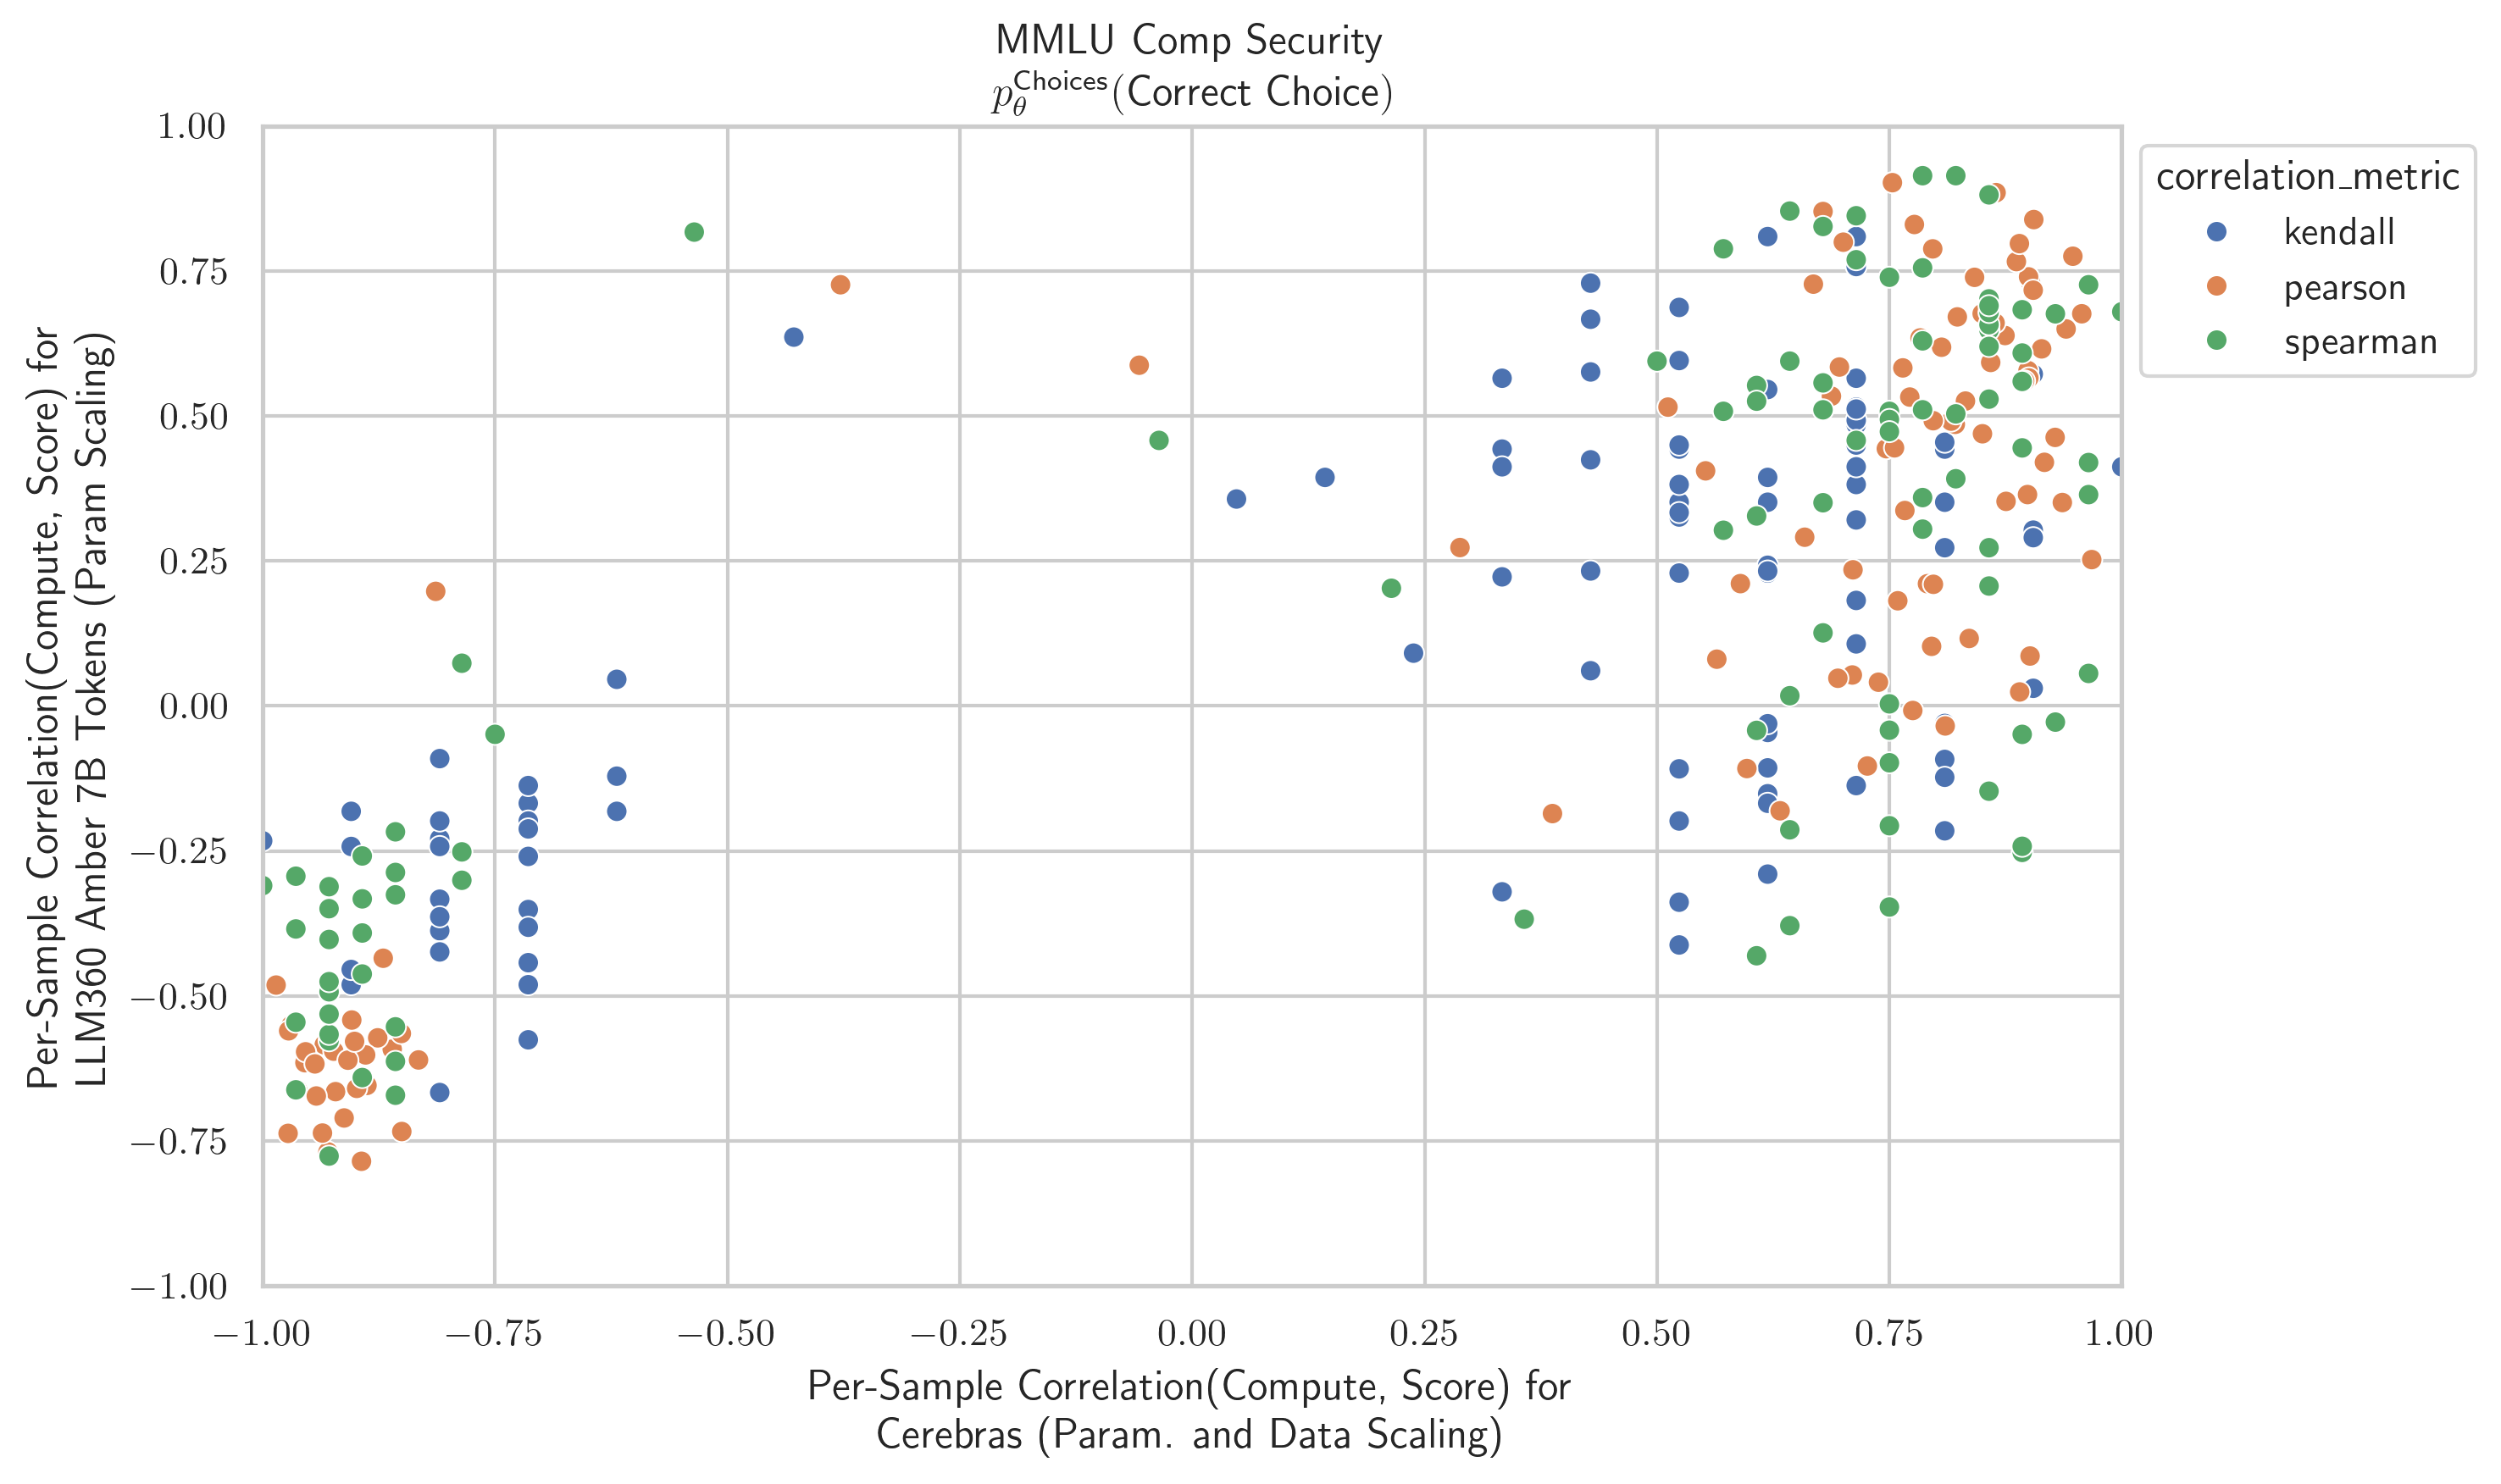 MMLU Comp Security
p_θ^Choices(Correct Choice)
1.00
0.75
0.50
0.25
0.00
−0.25
−0.50
−0.75
−1.00
Per-Sample Correlation(Compute, Score) for
LLM360 Amber 7B Tokens (Param Scaling)
−1.00
−0.75
−0.50
−0.25
0.00
0.25
0.50
0.75
1.00
Per-Sample Correlation(Compute, Score) for
Cerebras (Param. and Data Scaling)
correlation_metric
kendall
pearson
spearman